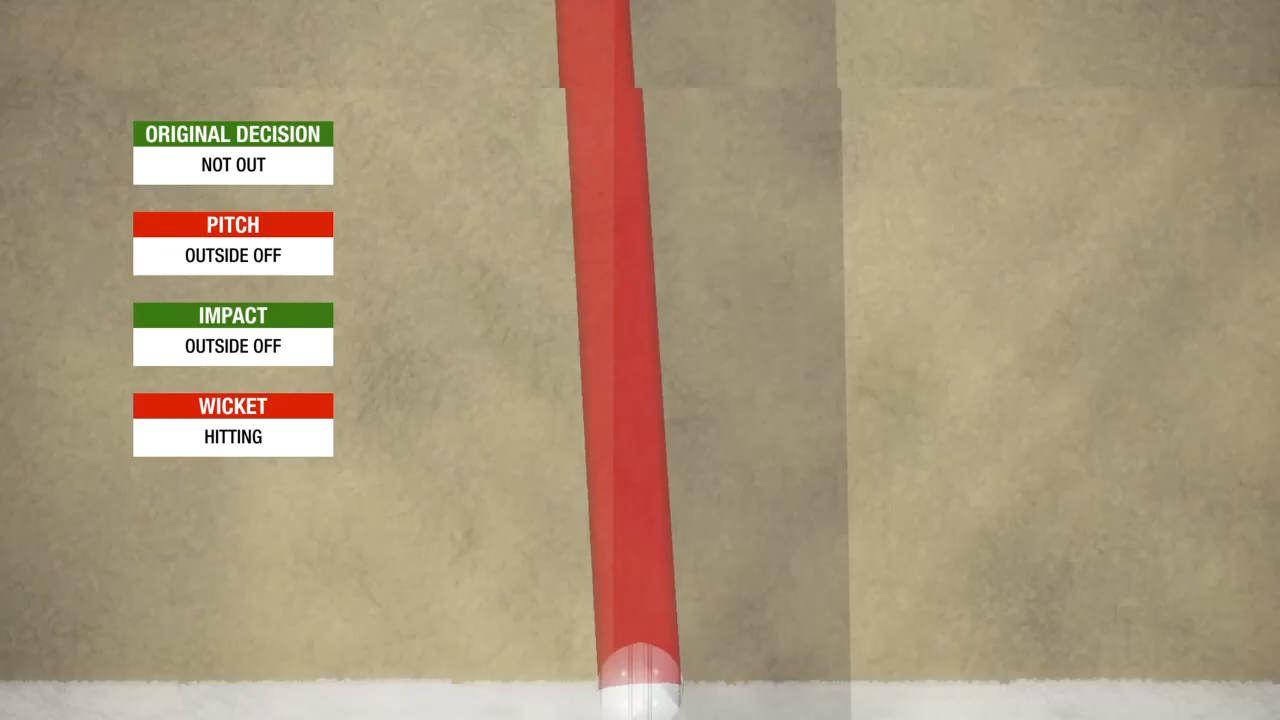 ORIGINAL DECISION
NOT OUT
PITCH
OUTSIDE OFF
IMPACT
OUTSIDE OFF
WICKET
HITTING